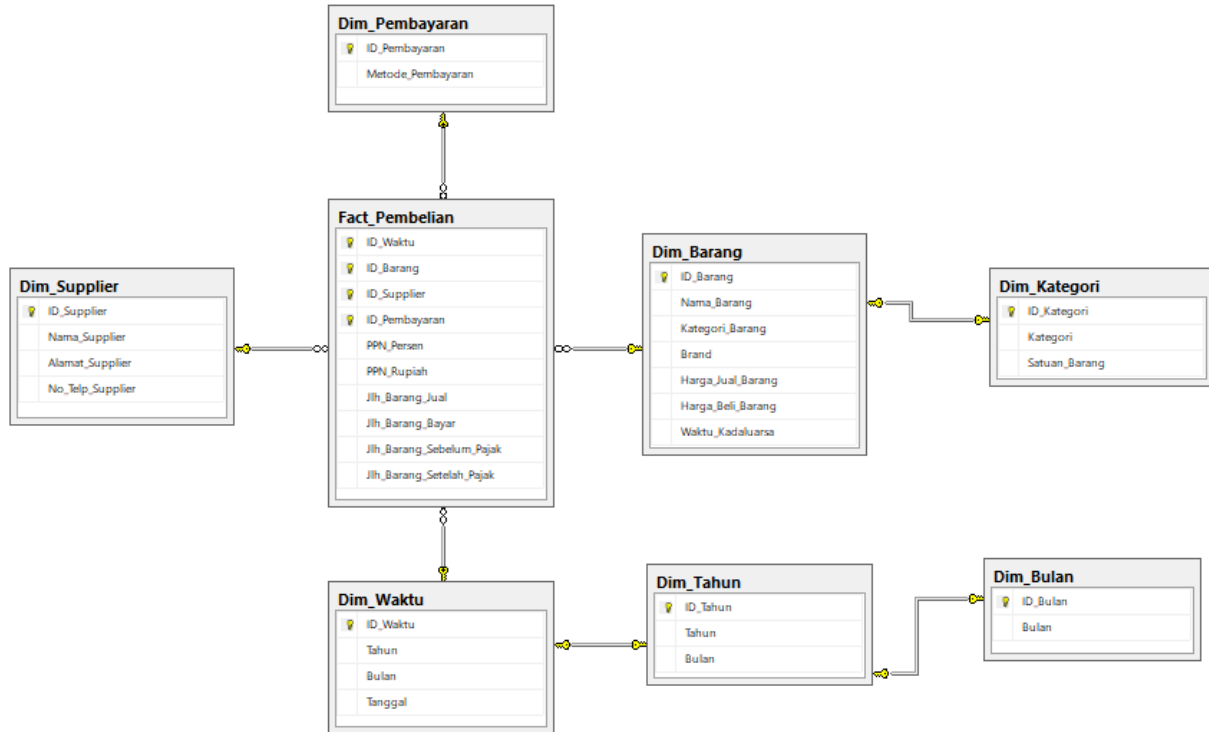 Dim_Pembayaran
ID_Pembayaran
Metode_Pembayaran
Fact_Pembelian
ID_Waktu
ID_Barang
ID_Supplier
ID_Pembayaran
PPN_Persen
PPN_Rupiah
Jlh_Barang_Jual
Jlh_Barang_Bayar
Jlh_Barang_Sebelum_Pajak
Jlh_Barang_Setelah_Pajak
Dim_Supplier
ID_Supplier
Nama_Supplier
Alamat_Supplier
No_Telp_Supplier
Dim_Barang
ID_Barang
Nama_Barang
Kategori_Barang
Brand
Harga_Jual_Barang
Harga_Beli_Barang
Waktu_Kadaluarsa
Dim_Kategori
ID_Kategori
Kategori
Satuan_Barang
Dim_Waktu
ID_Waktu
Tahun
Bulan
Tanggal
Dim_Tahun
ID_Tahun
Tahun
Bulan
Dim_Bulan
ID_Bulan
Bulan